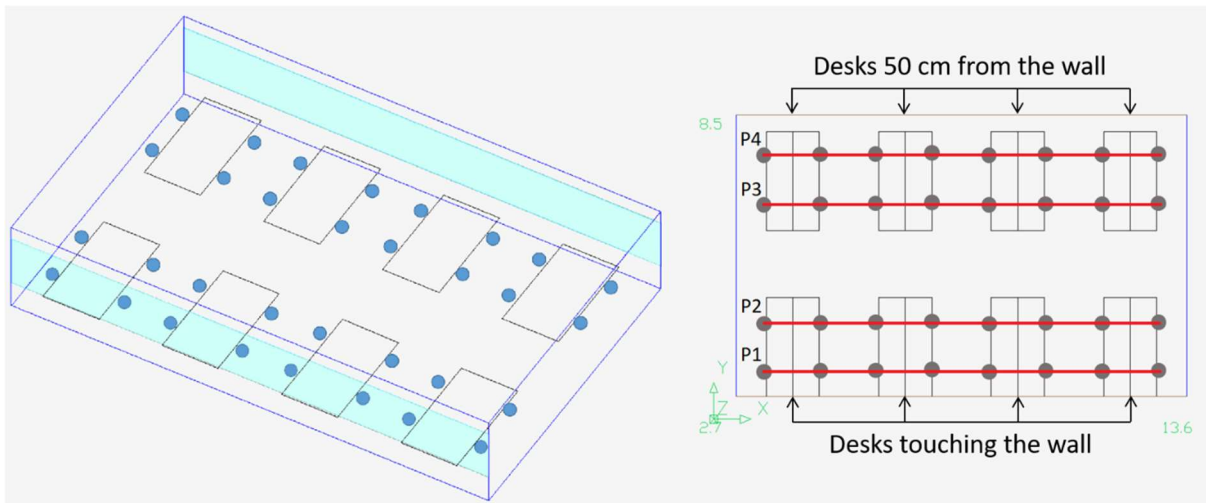 Desks 50 cm from the wall
8.5
P4
P3
P2
P1
Y
Z
X
2.7
13.6
Desks touching the wall